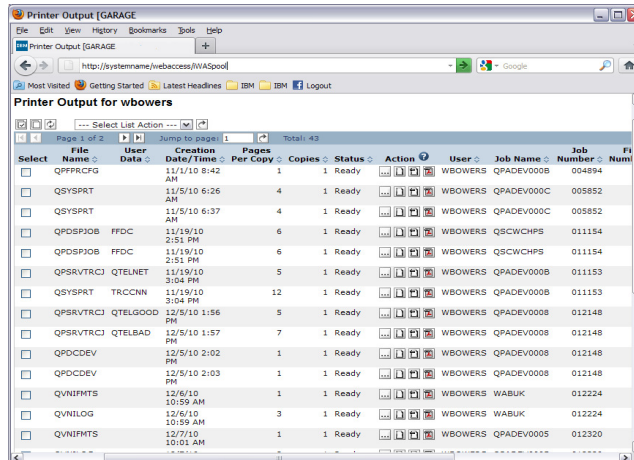 Printer Output [GARAGE
File Edit View History Bookmarks Tools Help
IBM Printer Output [GARAGE +
http://systemname/webaccess/iWASpool Google
Most Visited Getting Started Latest Headlines IBM IBM Logout
Printer Output for wbowers
--- Select List Action ---
Page 1 of 2 Jump to page: 1 Total: 43
Select File Name User Data Creation Date/Time Pages Per Copy Copies Status Action User Job Name Job Number
QPFPRCFG 11/1/10 8:42 AM 1 1 Ready WBOWERS QPADEV000B 004894
QSYSPRT 11/5/10 6:26 AM 4 1 Ready WBOWERS QPADEV000C 005852
QSYSPRT 11/5/10 6:37 AM 4 1 Ready WBOWERS QPADEV000C 005852
QPDSPJOB FFDC 11/19/10 2:51 PM 6 1 Ready WBOWERS QSCWCHPS 011154
QPDSPJOB FFDC 11/19/10 2:51 PM 6 1 Ready WBOWERS QSCWCHPS 011154
QPSRVTRCJ QTELNET 11/19/10 3:04 PM 5 1 Ready WBOWERS QPADEV000B 011153
QSYSPRT TRCCNN 11/19/10 3:04 PM 12 1 Ready WBOWERS QPADEV000B 011153
QPSRVTRCJ QTELGOOD 12/5/10 1:56 PM 5 1 Ready WBOWERS QPADEV0008 012148
QPSRVTRCJ QTELBAD 12/5/10 1:57 PM 7 1 Ready WBOWERS QPADEV0008 012148
QPDCDEV 12/5/10 2:02 PM 1 1 Ready WBOWERS QPADEV0008 012148
QPDCDEV 12/5/10 2:03 PM 1 1 Ready WBOWERS QPADEV0008 012148
QVNIFMTS 12/6/10 10:59 AM 1 1 Ready WBOWERS WABUK 012224
QVNILOG 12/6/10 10:59 AM 3 1 Ready WBOWERS WABUK 012224
QVNIFMTS 12/7/10 10:01 AM 1 1 Ready WBOWERS QPADEV0005 012320